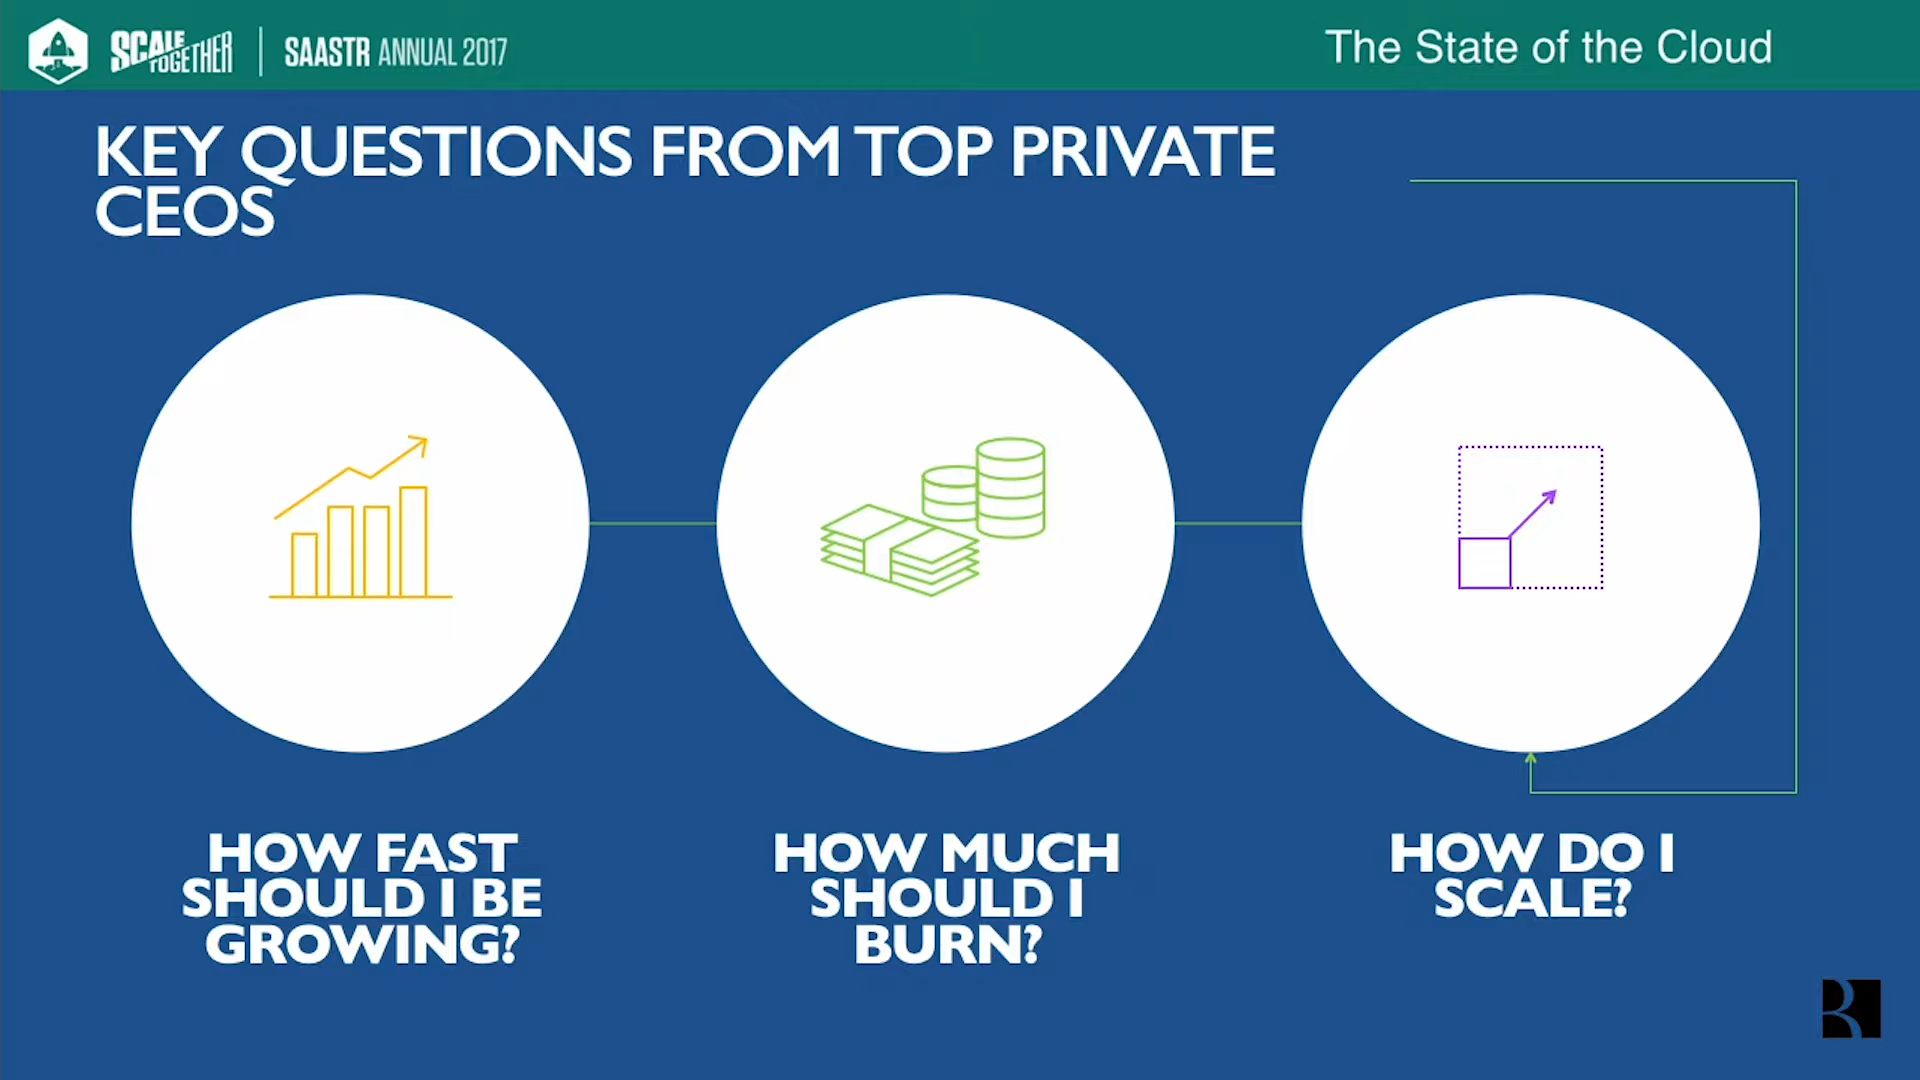 SCALE
TOGETHER
SAASTR ANNUAL 2017
The State of the Cloud
KEY QUESTIONS FROM TOP PRIVATE
CEOS
HOW FAST
SHOULD I BE
GROWING?
HOW MUCH
SHOULD I
BURN?
HOW DO I
SCALE?